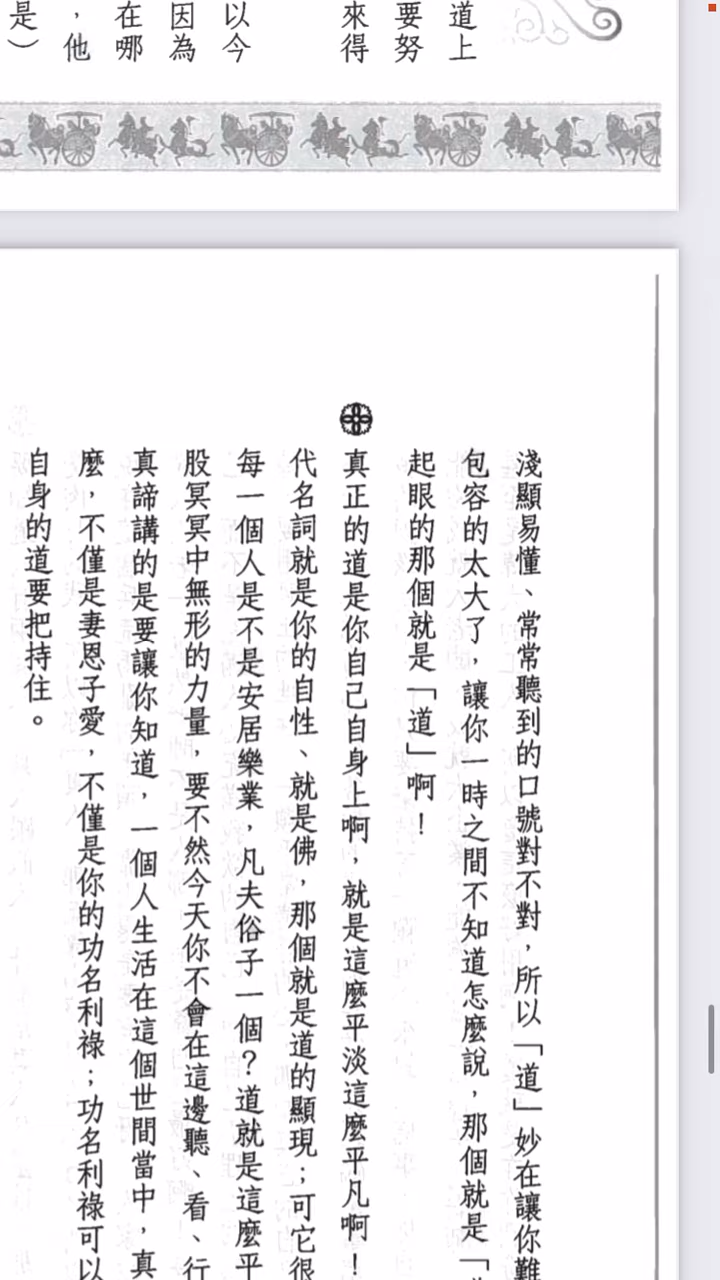 道上
要努
來得
以今
因為
在哪
，他
是）
淺顯易懂、常常聽到的口號對不對，所以「道」妙在讓你難
包容的太大了，讓你一時之間不知道怎麼說，那個就是「
起眼的那個就是「道」啊！
真正的道是你自己自身上啊，就是這麼平淡這麼平凡啊！
代名詞就是你的自性、就是佛，那個就是道的顯現；可它很
每一個人是不是安居樂業，凡夫俗子一個？道就是這麼平
股冥冥中無形的力量，要不然今天你不會在這邊聽、看、行
真諦講的是要讓你知道，一個人生活在這個世間當中，真
麼，不僅是妻恩子愛，不僅是你的功名利祿；功名利祿可以
自身的道要把持住。